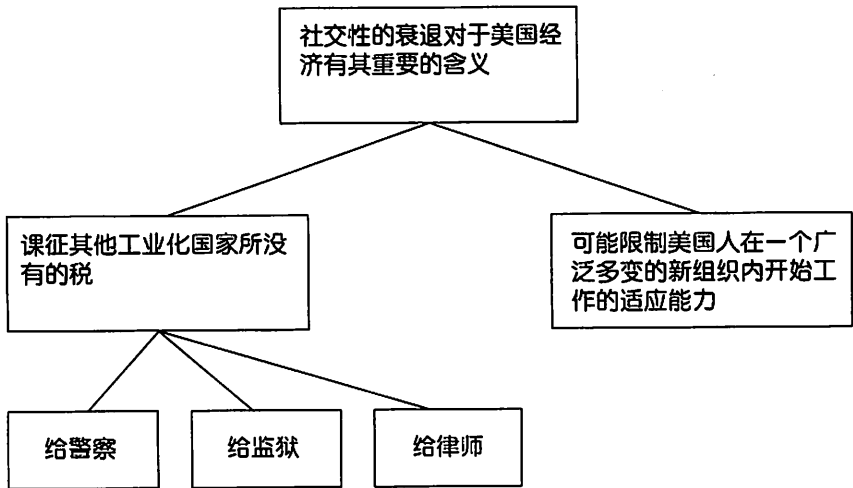 社交性的衰退对于美国经
济有其重要的含义
课征其他工业化国家所没
有的税
可能限制美国人在一个广
泛多变的新组织内开始工
作的适应能力
给警察
给监狱
给律师